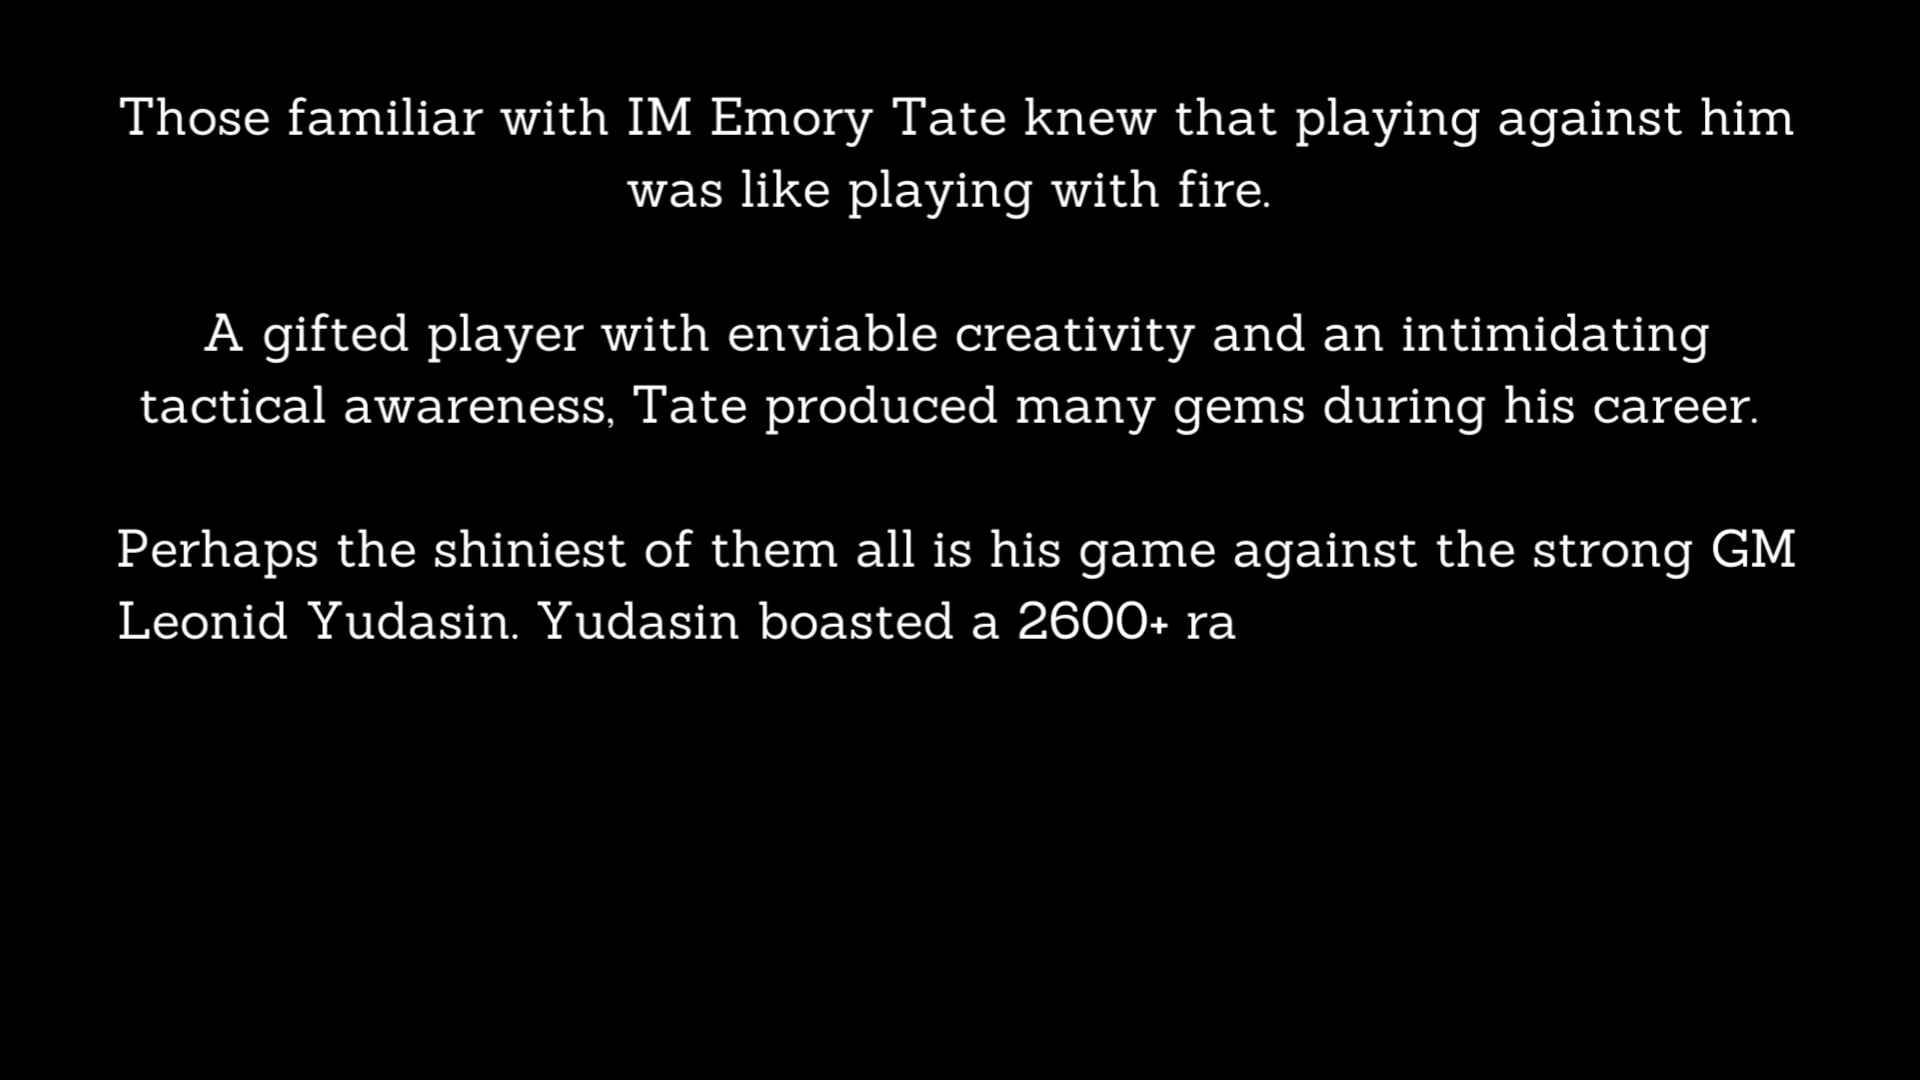 Those familiar with IM Emory Tate knew that playing against him
was like playing with fire.
A gifted player with enviable creativity and an intimidating
tactical awareness, Tate produced many gems during his career.
Perhaps the shiniest of them all is his game against the strong GM
Leonid Yudasin. Yudasin boasted a 2600+ ra